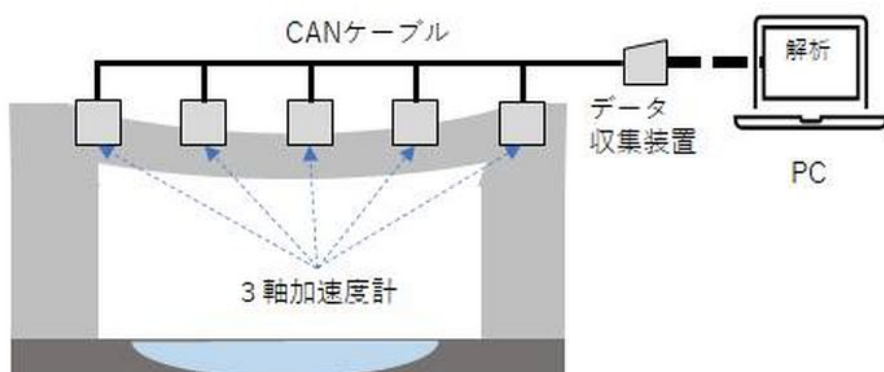 CANケーブル
解析
データ
収集装置
PC
3軸加速度計